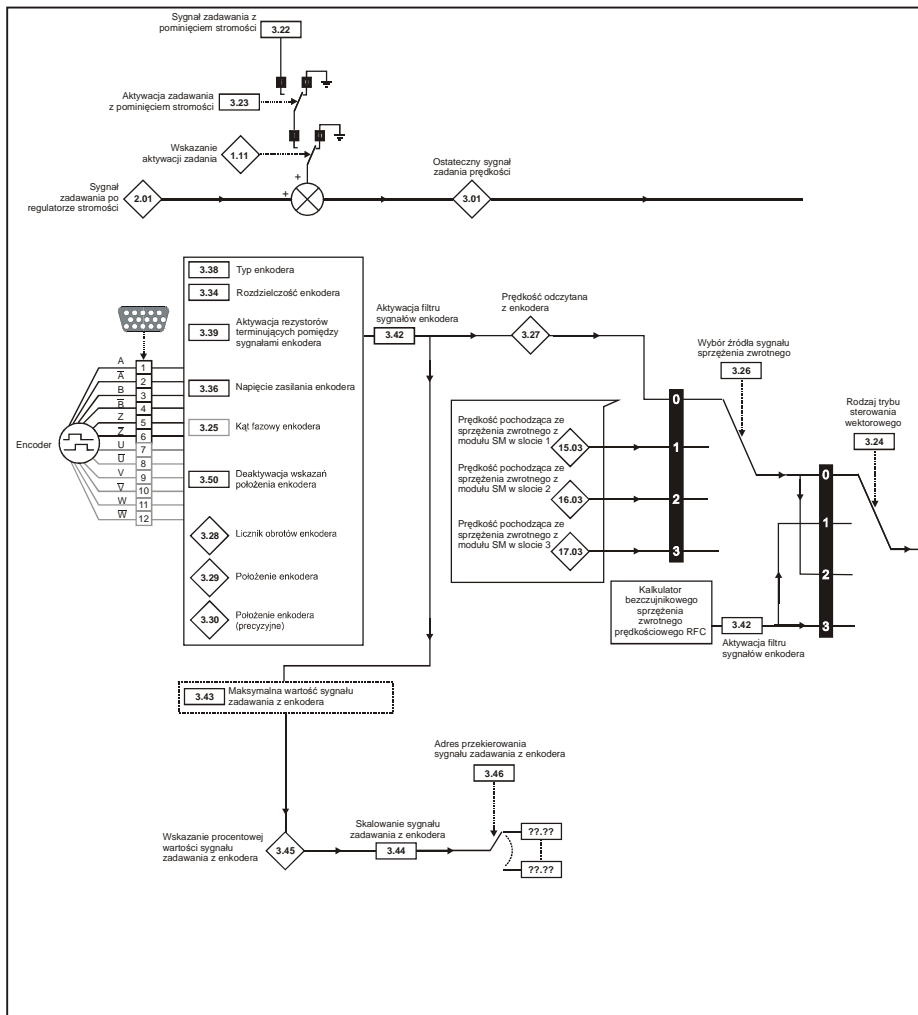 Sygnał zadawania z
pominięciem stromości
3.22
Aktywacja zadawania
z pominięciem stromości
3.23
Wskazanie
aktywacji zadania
1.11
Sygnał
zadawania po
regulatorze stromości
2.01
+
+
Ostateczny sygnał
zadania prędkości
3.01
3.38 Typ enkodera
3.34 Rozdzielczość enkodera
3.39 Aktywacja rezystorów
terminujących pomiędzy
sygnałami enkodera
3.36 Napięcie zasilania enkodera
3.25 Kąt fazowy enkodera
3.50 Deaktywacja wskazań
położenia enkodera
3.28 Licznik obrotów enkodera
3.29 Położenie enkodera
3.30 Położenie enkodera
(precyzyjne)
Encoder
A 1
A̅ 2
B 3
B̅ 4
Z 5
Z̅ 6
U 7
U̅ 8
V 9
V̅ 10
W 11
W̅ 12
Aktywacja filtru
sygnałów enkodera
3.42
Prędkość odczytana
z enkodera
3.27
Wybór źródła sygnału
sprzężenia zwrotnego
3.26
Rodzaj trybu
sterowania
wektorowego
3.24
Prędkość pochodząca ze
sprzężenia zwrotnego z
modułu SM w slocie 1
15.03
Prędkość pochodząca ze
sprzężenia zwrotnego z
modułu SM w slocie 2
16.03
Prędkość pochodząca ze
sprzężenia zwrotnego z
modułu SM w slocie 3
17.03
0
1
2
3
0
1
2
3
Kalkulator
bezczujnikowego
sprzężenia
zwrotnego
prędkościowego RFC
3.42
Aktywacja filtru
sygnałów enkodera
3.43 Maksymalna wartość sygnału
zadawania z enkodera
Adres przekierowania
sygnału zadawania z enkodera
3.46
Wskazanie procentowej
wartości sygnału
zadawania z enkodera
3.45
Skalowanie sygnału
zadawania z enkodera
3.44
??.??
??.??